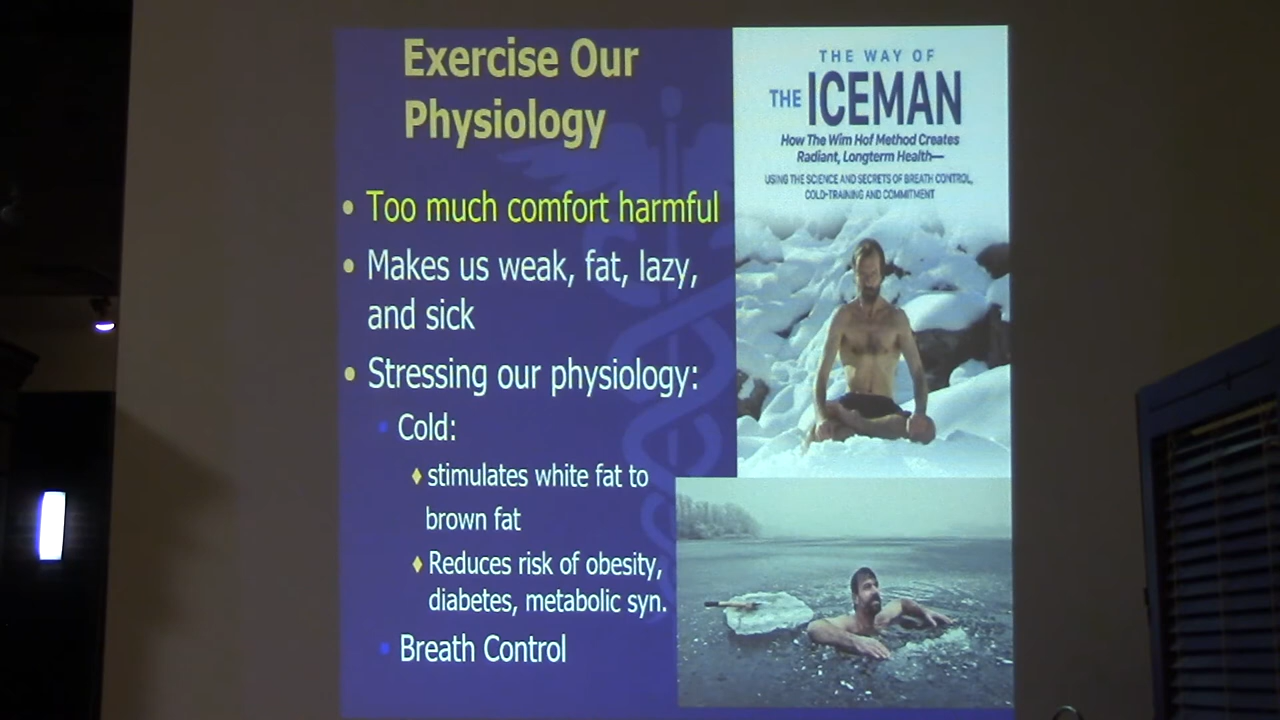 Exercise Our
Physiology
• Too much comfort harmful
• Makes us weak, fat, lazy,
and sick
• Stressing our physiology:
Cold:
♦ stimulates white fat to
brown fat
♦ Reduces risk of obesity,
diabetes, metabolic syn.
Breath Control
THE WAY OF
THE ICEMAN
How The Wim Hof Method Creates
Radiant, Longterm Health—
USING THE SCIENCE AND SECRETS OF BREATH CONTROL,
COLD-TRAINING AND COMMITMENT